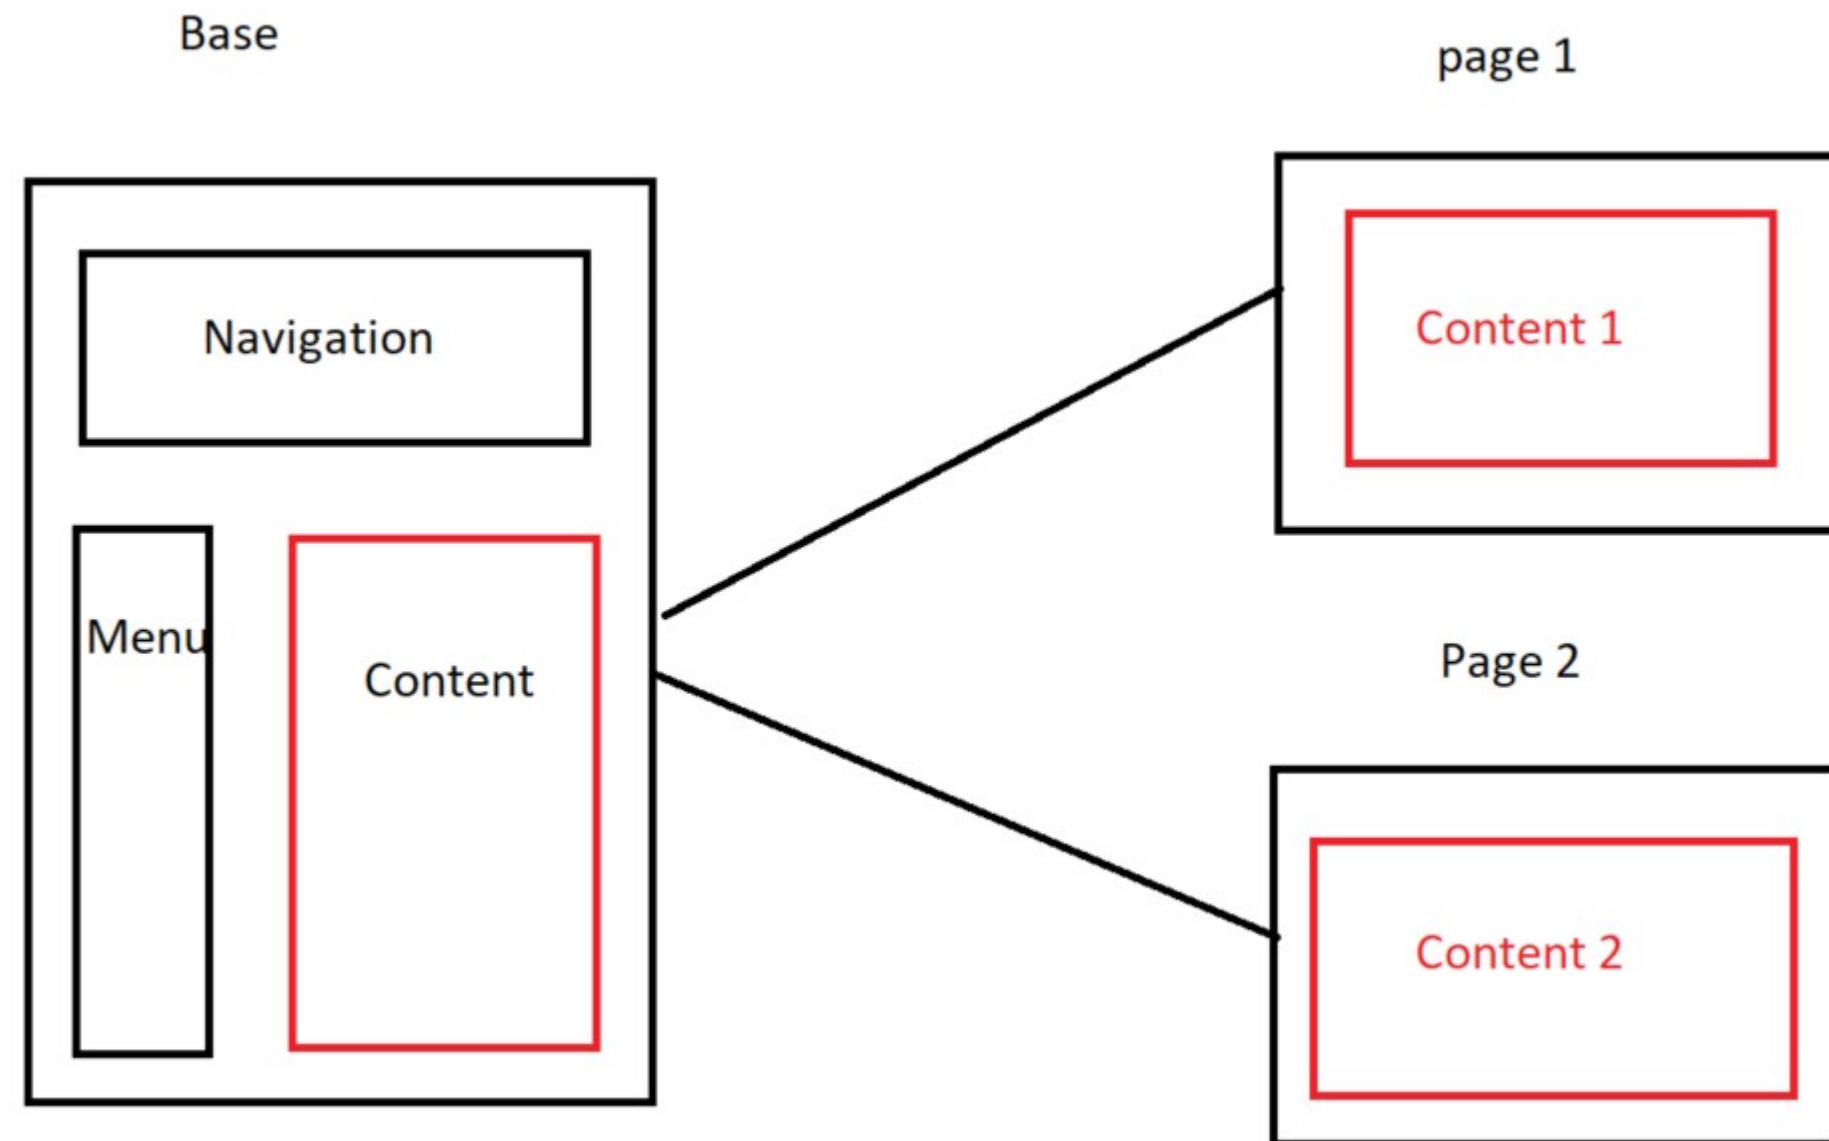 Base
Navigation
Menu
Content
page 1
Content 1
Page 2
Content 2